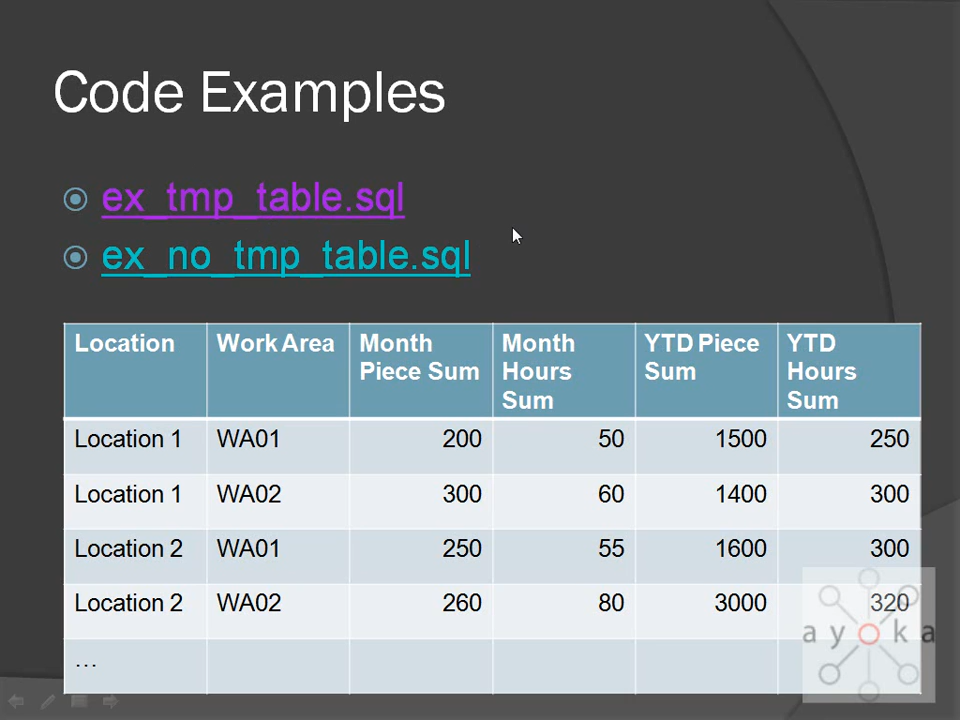 Code Examples
ex_tmp_table.sql
ex_no_tmp_table.sql
Location Work Area Month Piece Sum Month Hours Sum YTD Piece Sum YTD Hours Sum
Location 1 WA01 200 50 1500 250
Location 1 WA02 300 60 1400 300
Location 2 WA01 250 55 1600 300
Location 2 WA02 260 80 3000 320
…
ayoka